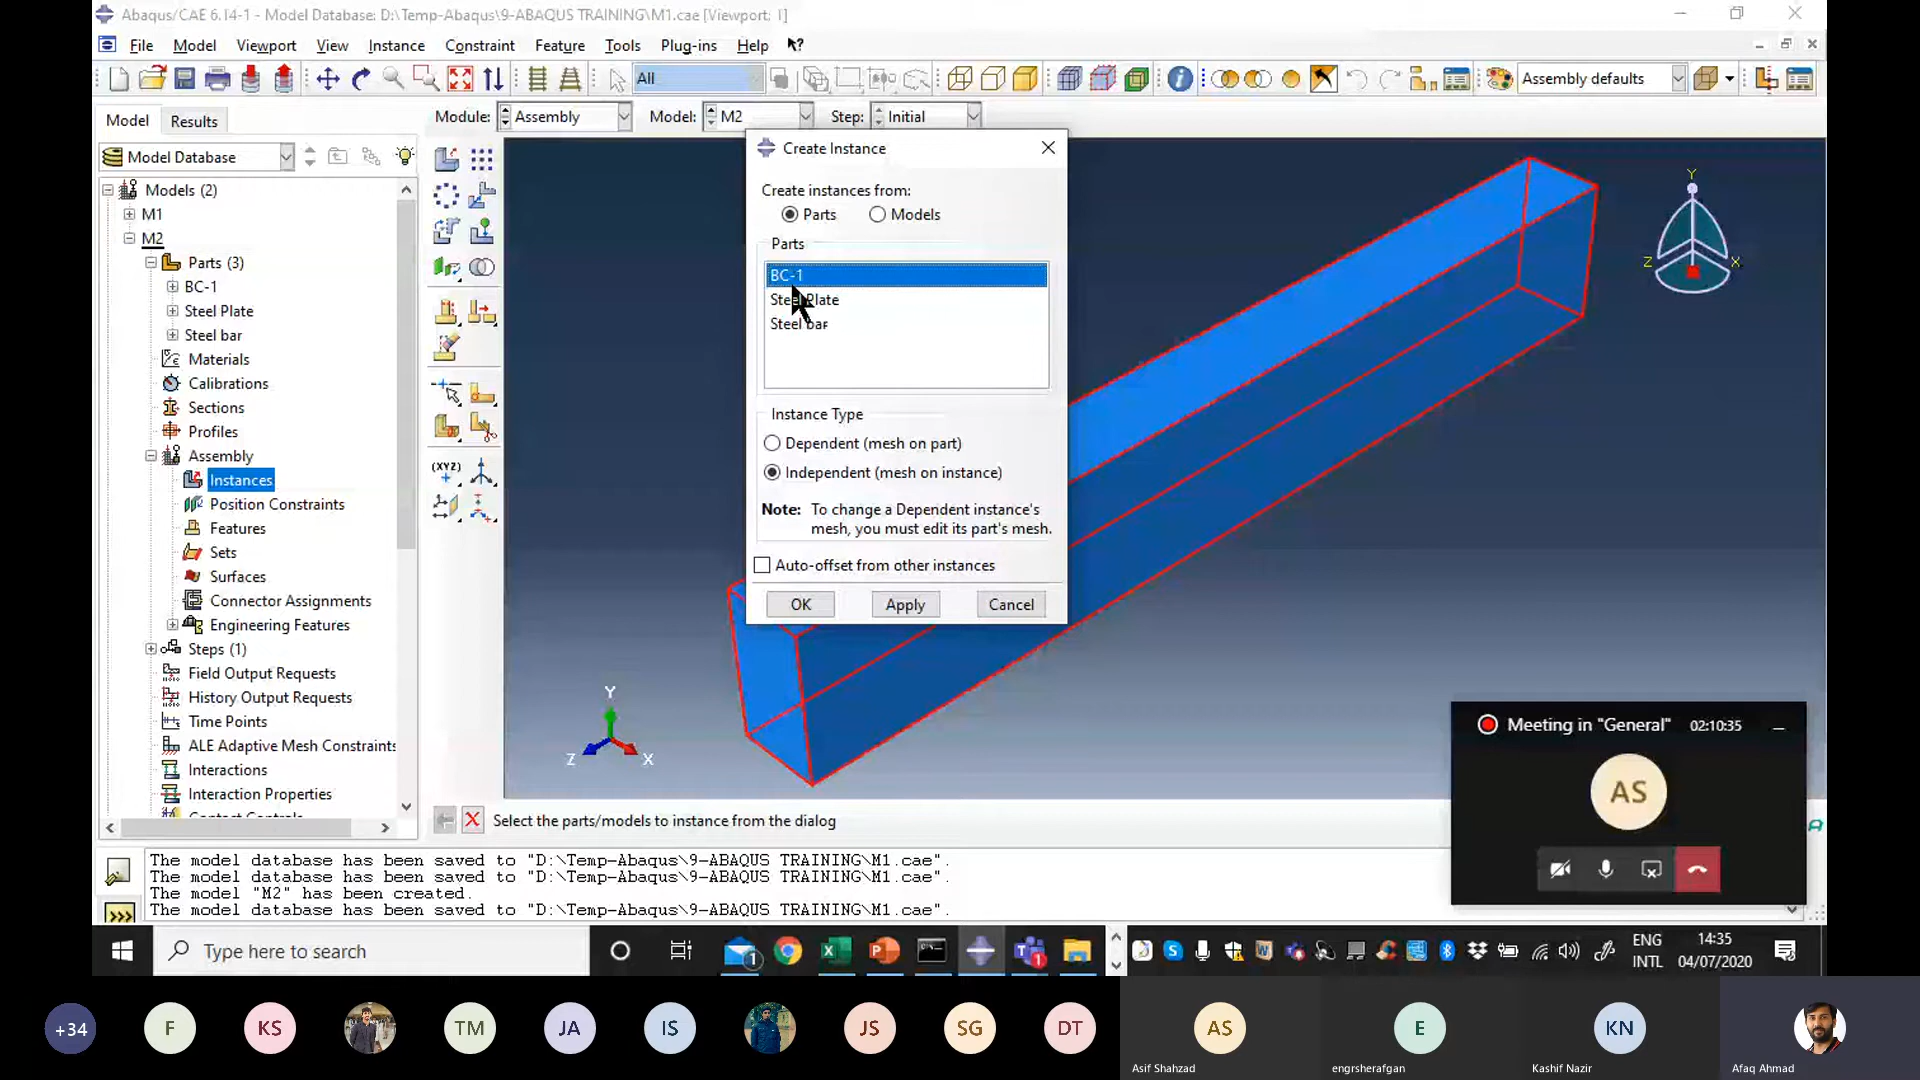 Abaqus/CAE 6.14-1 - Model Database: D:\Temp-Abaqus\9-ABAQUS TRAINING\M1.cae [Viewport: 1]
File Model Viewport View Instance Constraint Feature Tools Plug-ins Help
All
Assembly defaults
Model Results
Module: Assembly Model: M2 Step: Initial
Model Database
Models (2)
M1
M2
Parts (3)
BC-1
Steel Plate
Steel bar
Materials
Calibrations
Sections
Profiles
Assembly
Instances
Position Constraints
Features
Sets
Surfaces
Connector Assignments
Engineering Features
Steps (1)
Field Output Requests
History Output Requests
Time Points
ALE Adaptive Mesh Constraints
Interactions
Interaction Properties
(XYZ)
Create Instance
Create instances from:
Parts Models
Parts
BC-1
Steel Plate
Steel bar
Instance Type
Dependent (mesh on part)
Independent (mesh on instance)
Note: To change a Dependent instance's
mesh, you must edit its part's mesh.
Auto-offset from other instances
OK Apply Cancel
Y
Z X
Y
Z X
Select the parts/models to instance from the dialog
Meeting in "General" 02:10:35
AS
The model database has been saved to "D:\Temp-Abaqus\9-ABAQUS TRAINING\M1.cae".
The model database has been saved to "D:\Temp-Abaqus\9-ABAQUS TRAINING\M1.cae".
The model "M2" has been created.
The model database has been saved to "D:\Temp-Abaqus\9-ABAQUS TRAINING\M1.cae".
Type here to search
1
1
ENG
INTL
14:35
04/07/2020
+34 F KS TM JA IS JS SG DT AS E KN
Asif Shahzad engrsherafgan Kashif Nazir Afaq Ahmad